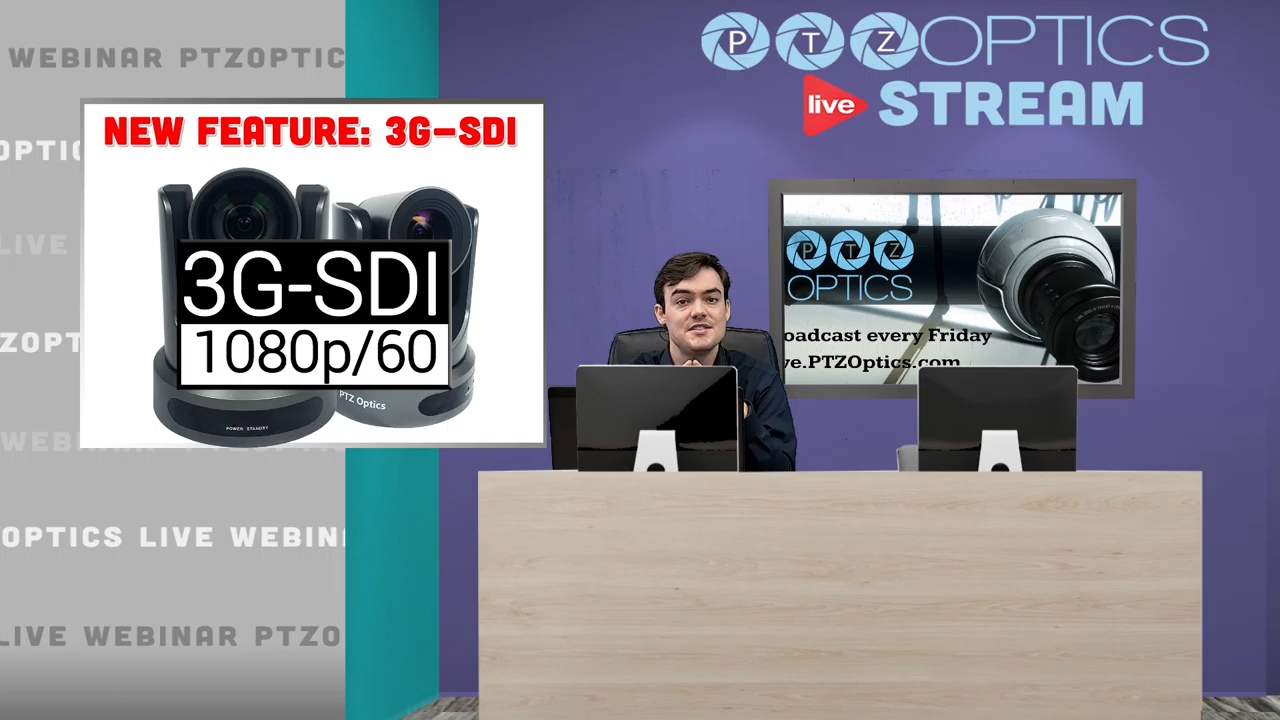 WEBINAR PTZOPTIC
OPTIC
LIVE
ZOPT
WEB
OPTICS LIVE WEBIN
LIVE WEBINAR PTZO
NEW FEATURE: 3G-SDI
3G-SDI
1080p/60
PTZ Optics
POWER STANDBY
PTZOPTICS
live STREAM
PTZ
OPTICS
oadcast every Friday
ve.PTZOptics.com